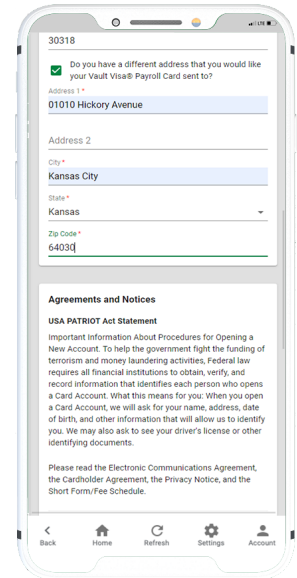 LTE
30318
Do you have a different address that you would like
your Vault Visa® Payroll Card sent to?
Address 1 *
01010 Hickory Avenue
Address 2
City *
Kansas City
State *
Kansas
Zip Code *
64030
Agreements and Notices
USA PATRIOT Act Statement
Important Information About Procedures for Opening a
New Account. To help the government fight the funding of
terrorism and money laundering activities, Federal law
requires all financial institutions to obtain, verify, and
record information that identifies each person who opens
a Card Account. What this means for you: When you open
a Card Account, we will ask for your name, address, date
of birth, and other information that will allow us to identify
you. We may also ask to see your driver's license or other
identifying documents.
Please read the Electronic Communications Agreement,
the Cardholder Agreement, the Privacy Notice, and the
Short Form/Fee Schedule.
Back Home Refresh Settings Account